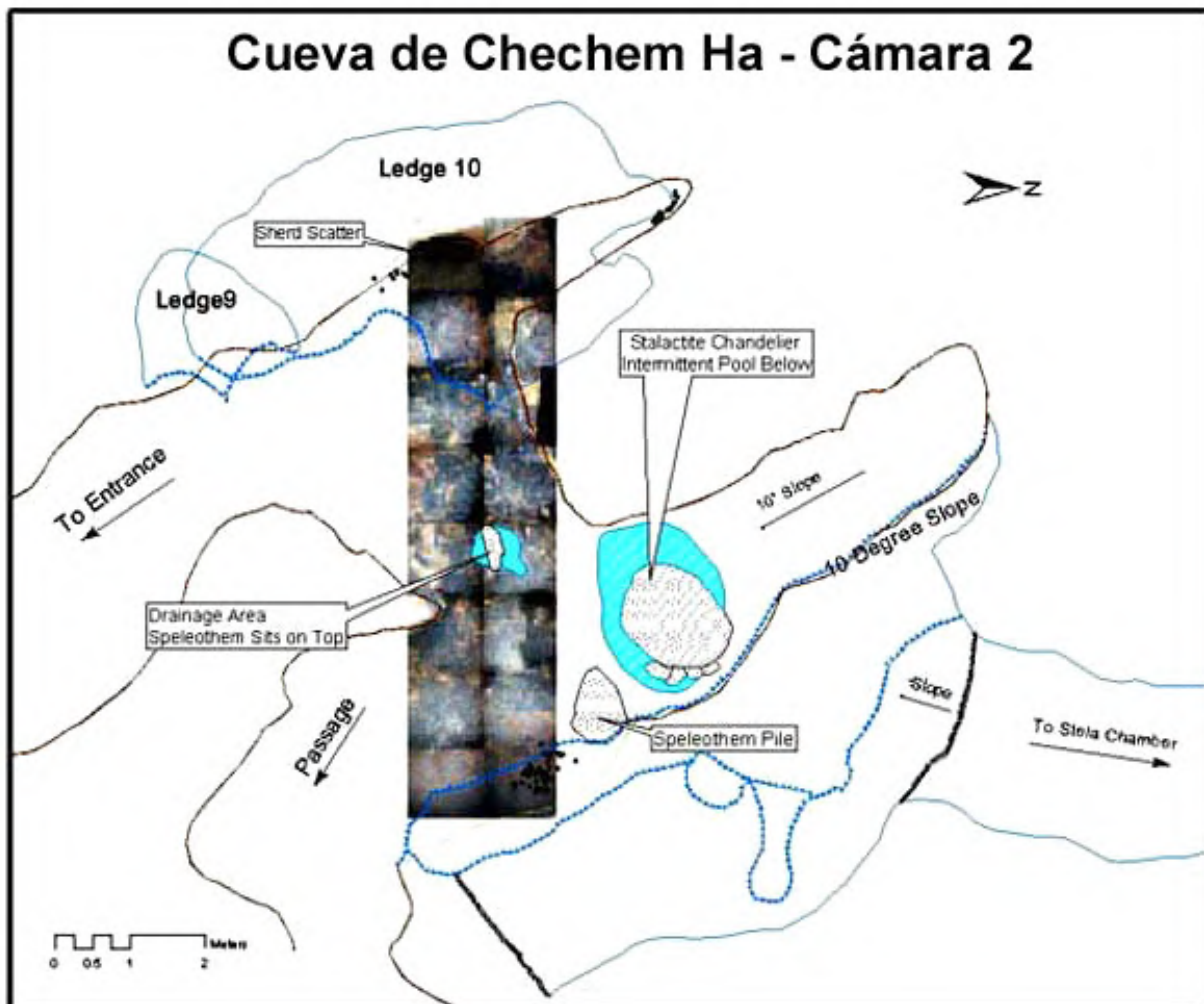 Cueva de Chechem Ha - Cámara 2
Ledge 10
N
Sherd Scatter
Ledge9
Stalactite Chandelier
Intermittent Pool Below
To Entrance
10° Slope
10 Degree Slope
Drainage Area
Speleothem Sits on Top
Slope
Passage
Speleothem Pile
To Stela Chamber
Meters
0 0.5 1 2